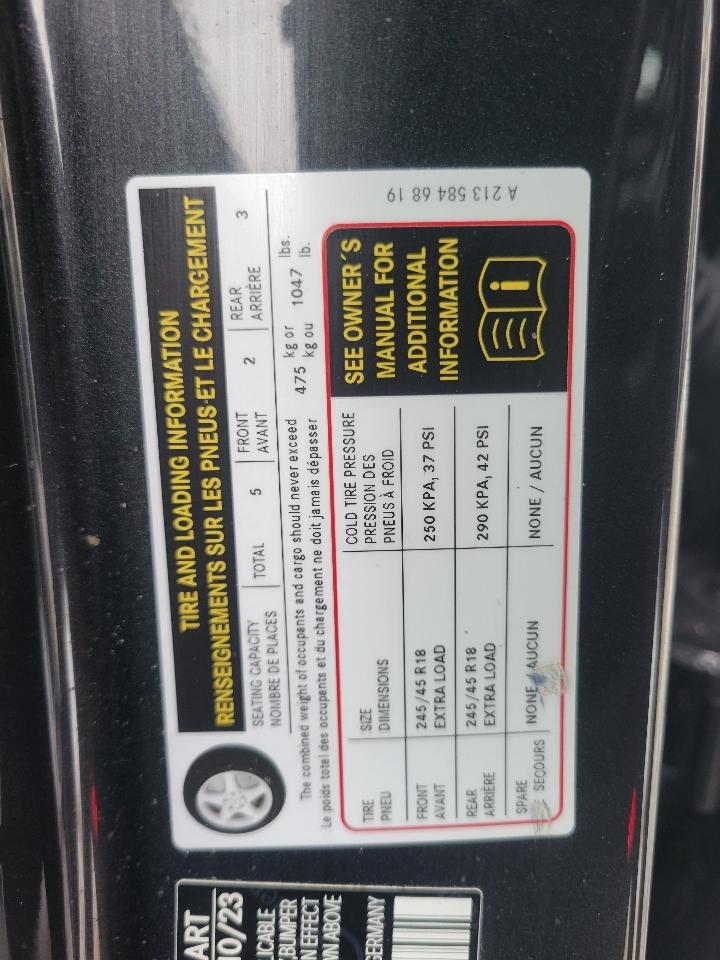 TIRE AND LOADING INFORMATION
RENSEIGNEMENTS SUR LES PNEUS ET LE CHARGEMENT
SEATING CAPACITY TOTAL 5 FRONT 2 REAR 3
NOMBRE DE PLACES AVANT ARRIÈRE
The combined weight of occupants and cargo should never exceed 475 kg or 1047 lbs.
Le poids total des occupants et du chargement ne doit jamais dépasser kg ou lb.
TIRE SIZE COLD TIRE PRESSURE
PNEU DIMENSIONS PRESSION DES
PNEUS À FROID
FRONT 245/45 R18 250 KPA, 37 PSI
AVANT EXTRA LOAD
REAR 245/45 R18 290 KPA, 42 PSI
ARRIÈRE EXTRA LOAD
SPARE NONE / AUCUN NONE / AUCUN
SECOURS
SEE OWNER´S
MANUAL FOR
ADDITIONAL
INFORMATION
i
A 213 584 68 19
ART
10/23
LICABLE
BUMPER
N EFFECT
ON ABOVE
GERMANY